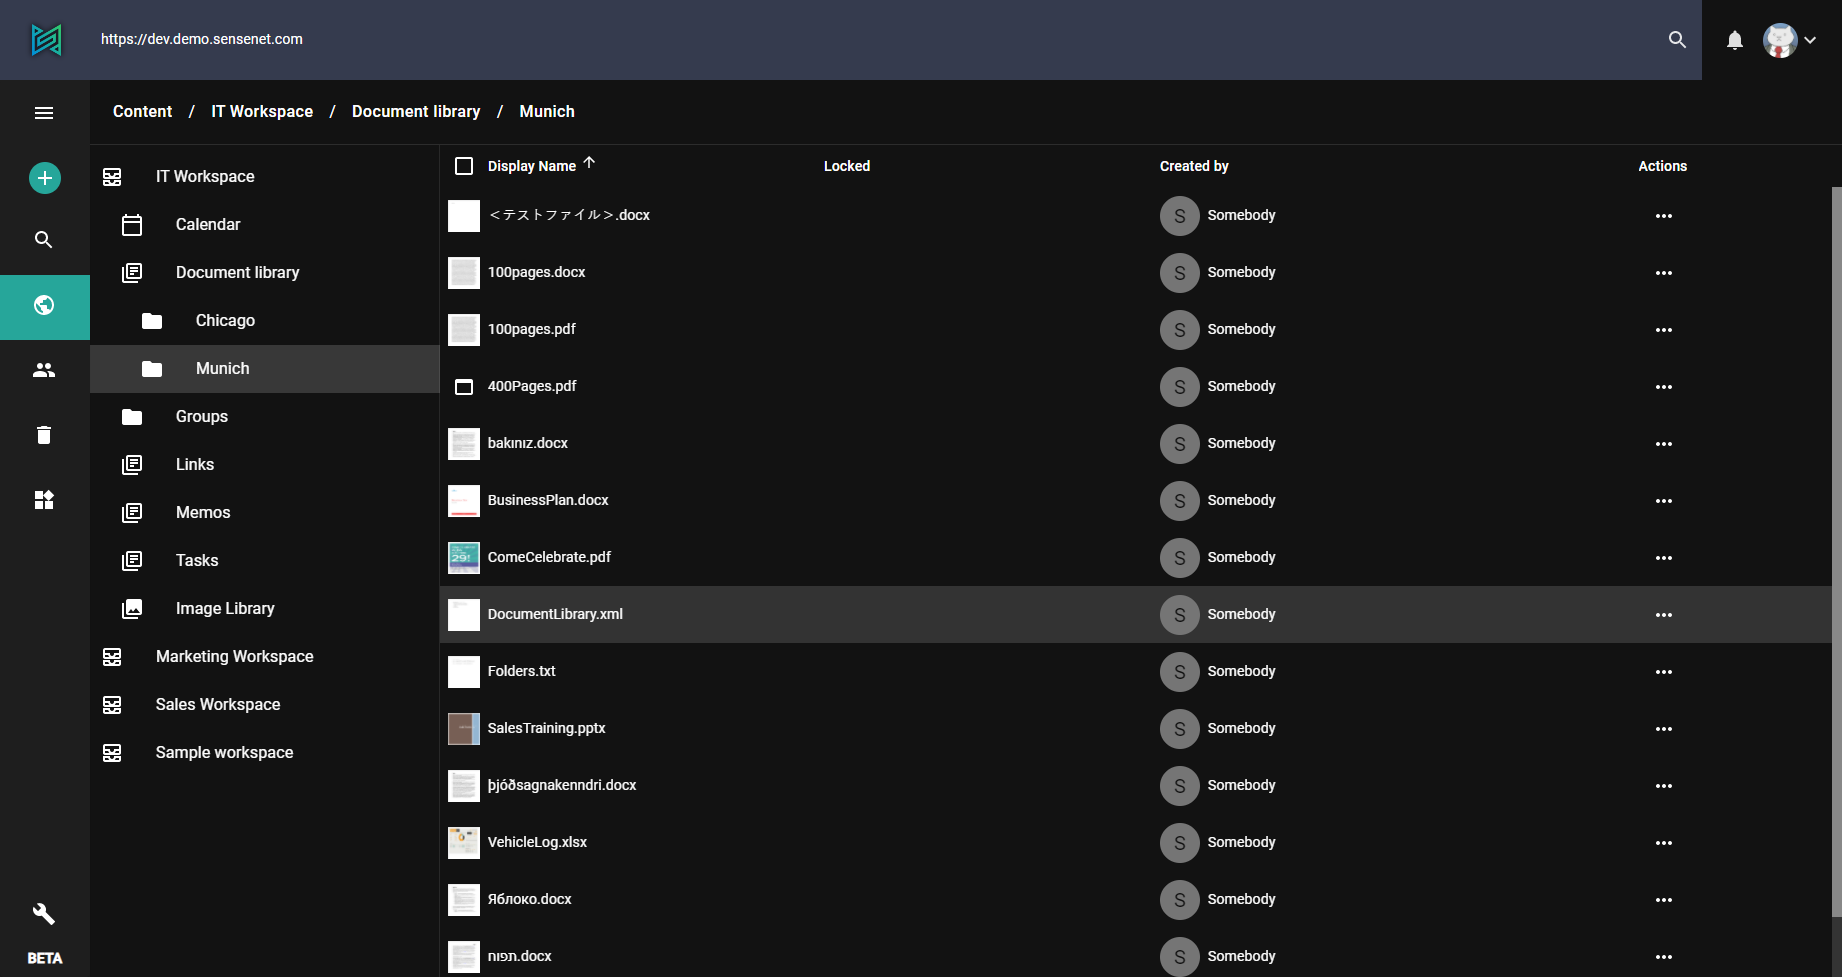 https://dev.demo.sensenet.com
Content / IT Workspace / Document library / Munich
IT Workspace
Calendar
Document library
Chicago
Munich
Groups
Links
Memos
Tasks
Image Library
Marketing Workspace
Sales Workspace
Sample workspace
BETA
Display Name Locked Created by Actions
<テストファイル>.docx S Somebody
100pages.docx S Somebody
100pages.pdf S Somebody
400Pages.pdf S Somebody
bakınız.docx S Somebody
BusinessPlan.docx S Somebody
29 ComeCelebrate.pdf S Somebody
DocumentLibrary.xml S Somebody
Folders.txt S Somebody
SalesTraining.pptx S Somebody
þjóðsagnakenndri.docx S Somebody
VehicleLog.xlsx S Somebody
Яблоко.docx S Somebody
תפוח.docx S Somebody